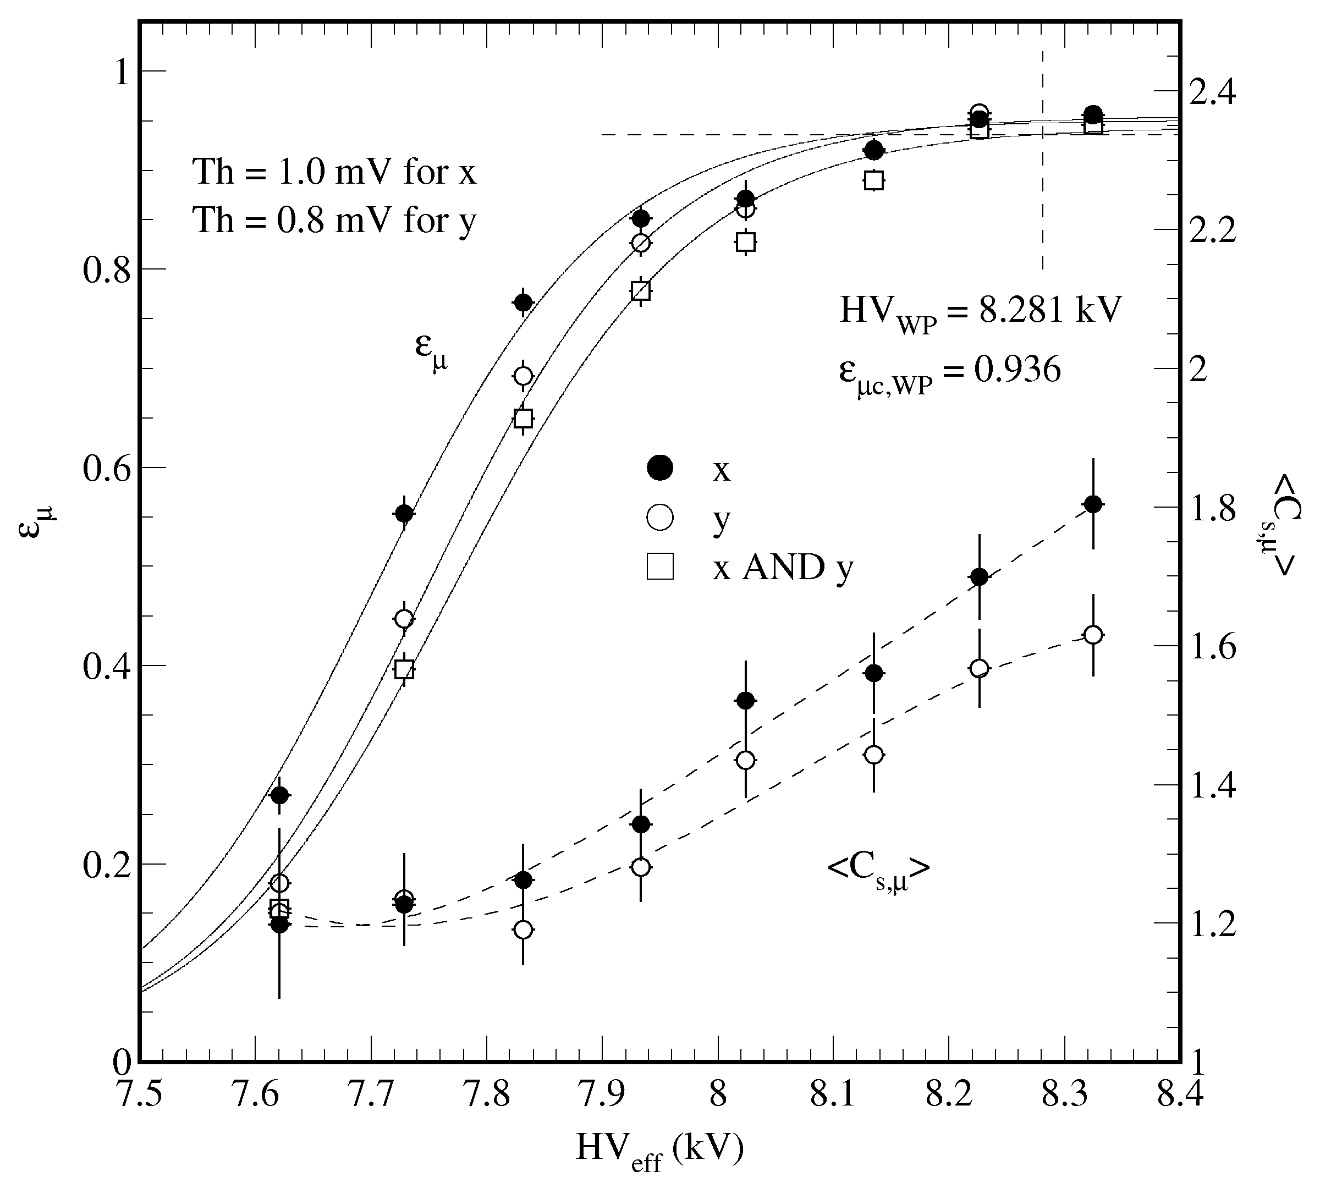 1
0.8
0.6
0.4
0.2
0
ε_μ
Th = 1.0 mV for x
Th = 0.8 mV for y
ε_μ
HV_WP = 8.281 kV
ε_μc,WP = 0.936
x
y
x AND y
<C_s,μ>
2.4
2.2
2
1.8
1.6
1.4
1.2
1
<C_s,μ>
7.5 7.6 7.7 7.8 7.9 8 8.1 8.2 8.3 8.4
HV_eff (kV)